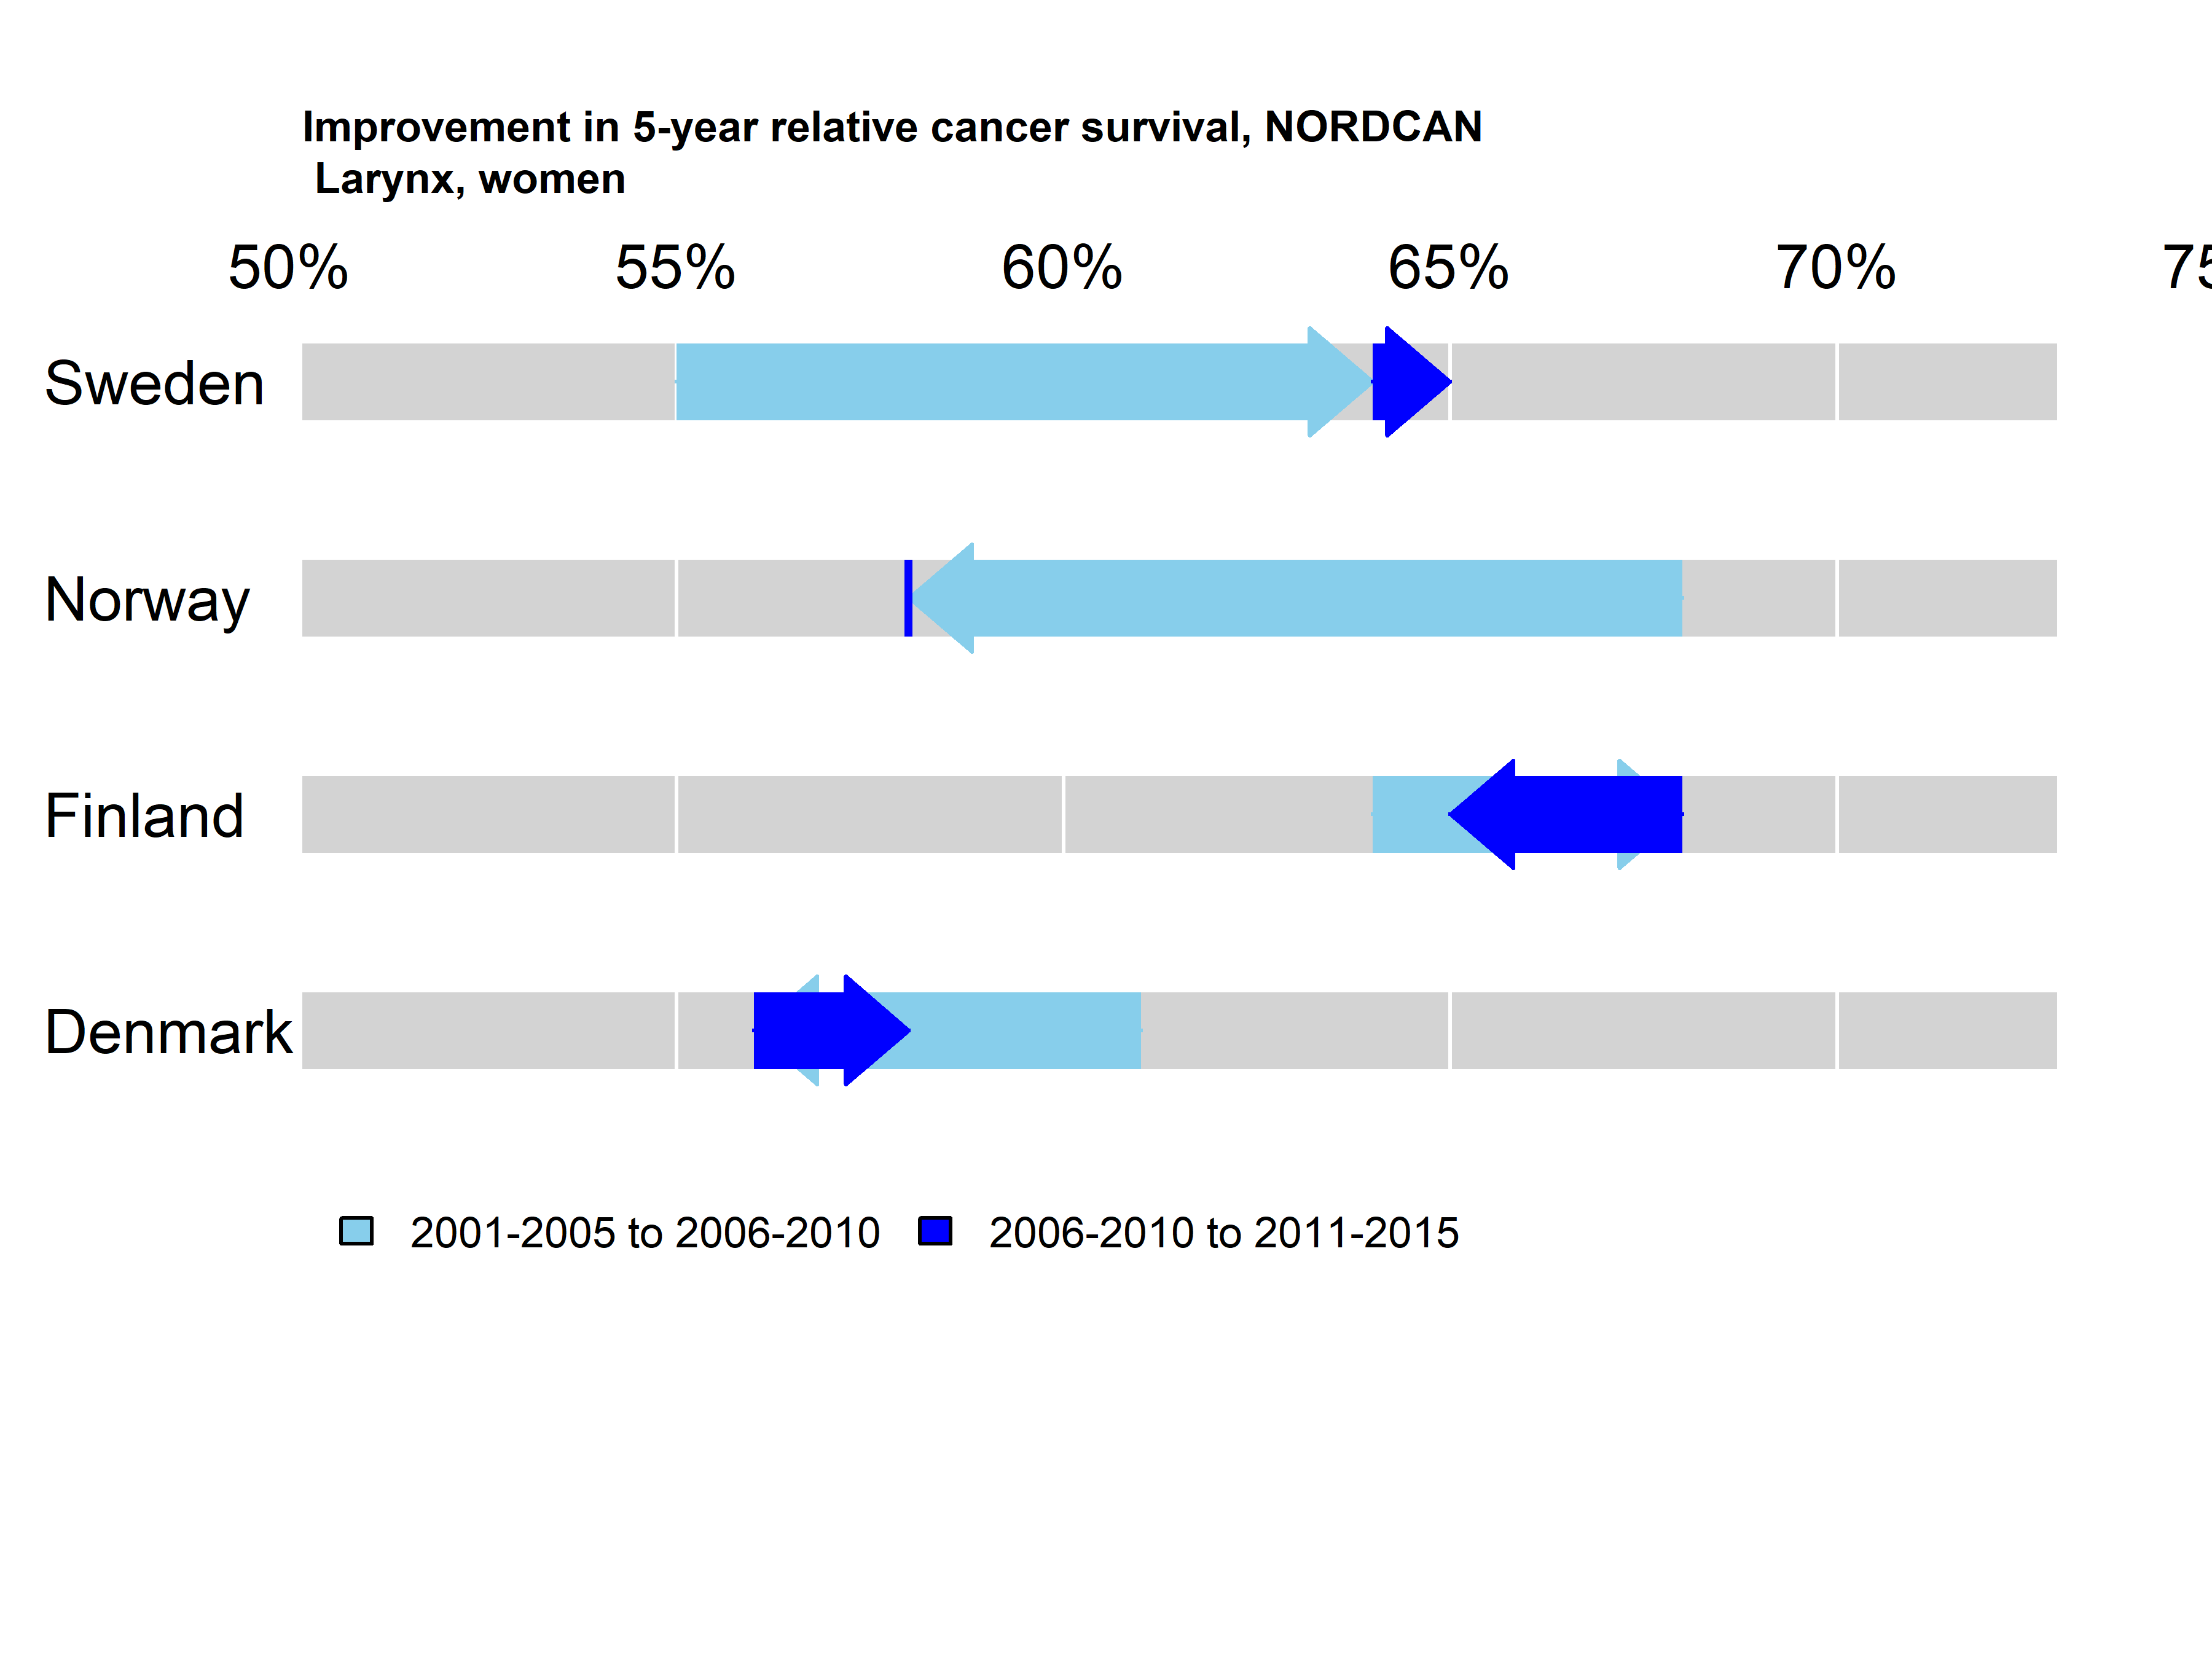 Improvement in 5-year relative cancer survival, NORDCAN
Larynx, women
50% 55% 60% 65% 70% 75
Sweden
Norway
Finland
Denmark
2001-2005 to 2006-2010 2006-2010 to 2011-2015